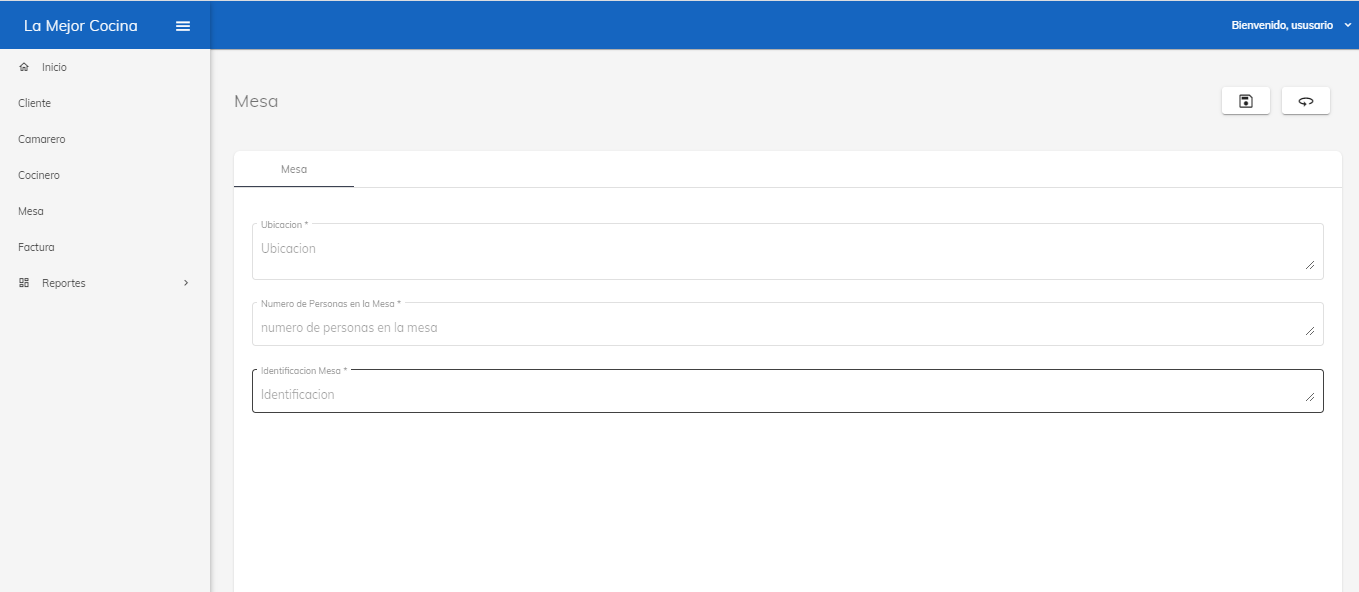 La Mejor Cocina
Bienvenido, ususario
Inicio
Cliente
Camarero
Cocinero
Mesa
Factura
Reportes
Mesa
Mesa
Ubicacion *
Ubicacion
Numero de Personas en la Mesa *
numero de personas en la mesa
Identificacion Mesa *
Identificacion